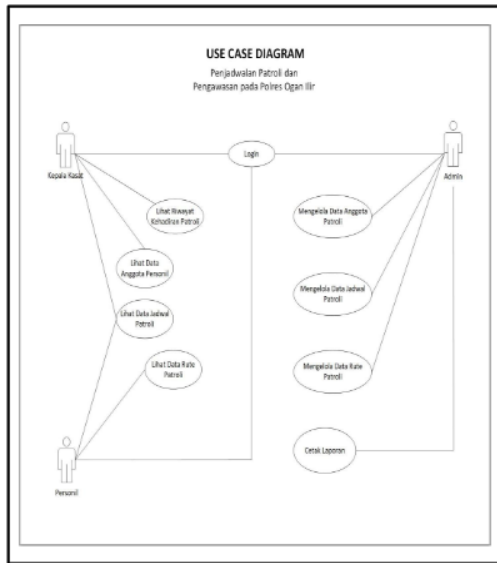 USE CASE DIAGRAM
Penjadwalan Patroli dan
Pengawasan pada Polres Ogan Ilir
Kepala Kasat
Login
Admin
Lihat Riwayat
Kehadiran Patroli
Mengelola Data Anggota
Patroli
Lihat Data
Anggota Personil
Mengelola Data Jadwal
Patroli
Lihat Data Jadwal
Patroli
Lihat Data Rute
Patroli
Mengelola Data Rute
Patroli
Cetak Laporan
Personil